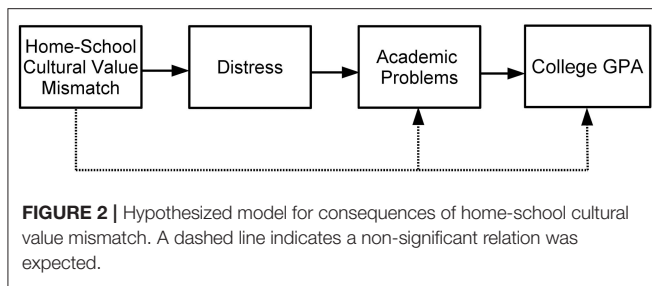 Home-School
Cultural Value
Mismatch
Distress
Academic
Problems
College GPA
FIGURE 2 | Hypothesized model for consequences of home-school cultural
value mismatch. A dashed line indicates a non-significant relation was
expected.